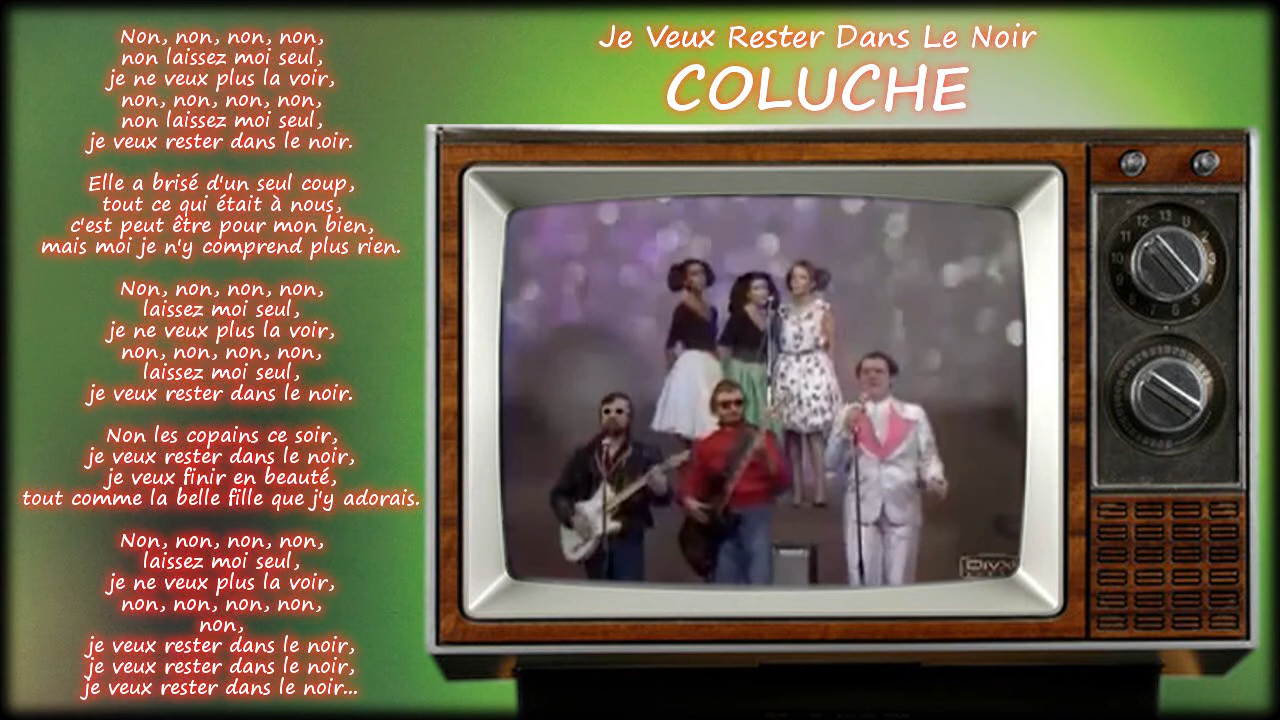 Non, non, non, non,
non laissez moi seul,
je ne veux plus la voir,
non, non, non, non,
non laissez moi seul,
je veux rester dans le noir.
Elle a brisé d'un seul coup,
tout ce qui était à nous,
c'est peut être pour mon bien,
mais moi je n'y comprend plus rien.
Non, non, non, non,
laissez moi seul,
je ne veux plus la voir,
non, non, non, non,
laissez moi seul,
je veux rester dans le noir.
Non les copains ce soir,
je veux rester dans le noir,
je veux finir en beauté,
tout comme la belle fille que j'y adorais.
Non, non, non, non,
laissez moi seul,
je ne veux plus la voir,
non, non, non, non,
non,
je veux rester dans le noir,
je veux rester dans le noir,
je veux rester dans le noir...
Je Veux Rester Dans Le Noir
COLUCHE
DivX